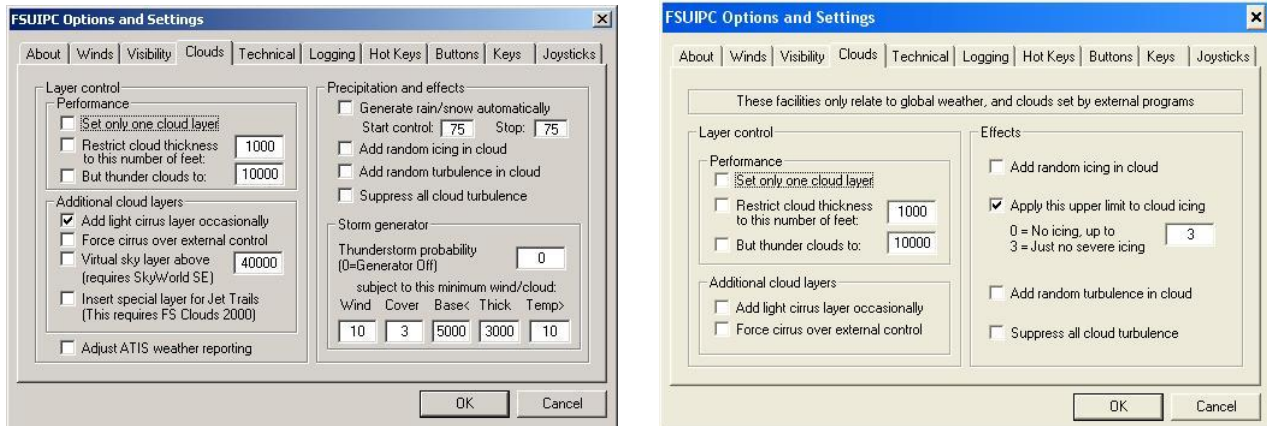 FSUIPC Options and Settings
About Winds Visibility Clouds Technical Logging Hot Keys Buttons Keys Joysticks
Layer control
Performance
Set only one cloud layer
Restrict cloud thickness
to this number of feet: 1000
But thunder clouds to: 10000
Additional cloud layers
Add light cirrus layer occasionally
Force cirrus over external control
Virtual sky layer above 40000
(requires SkyWorld SE)
Insert special layer for Jet Trails
(This requires FS Clouds 2000)
Adjust ATIS weather reporting
Precipitation and effects
Generate rain/snow automatically
Start control: 75 Stop: 75
Add random icing in cloud
Add random turbulence in cloud
Suppress all cloud turbulence
Storm generator
Thunderstorm probability 0
(0=Generator Off)
subject to this minimum wind/cloud:
Wind Cover Base< Thick Temp>
10 3 5000 3000 10
OK Cancel
FSUIPC Options and Settings
About Winds Visibility Clouds Technical Logging Hot Keys Buttons Keys Joysticks
These facilities only relate to global weather, and clouds set by external programs
Layer control
Performance
Set only one cloud layer
Restrict cloud thickness
to this number of feet: 1000
But thunder clouds to: 10000
Additional cloud layers
Add light cirrus layer occasionally
Force cirrus over external control
Effects
Add random icing in cloud
Apply this upper limit to cloud icing
0 = No icing, up to
3 = Just no severe icing 3
Add random turbulence in cloud
Suppress all cloud turbulence
OK Cancel